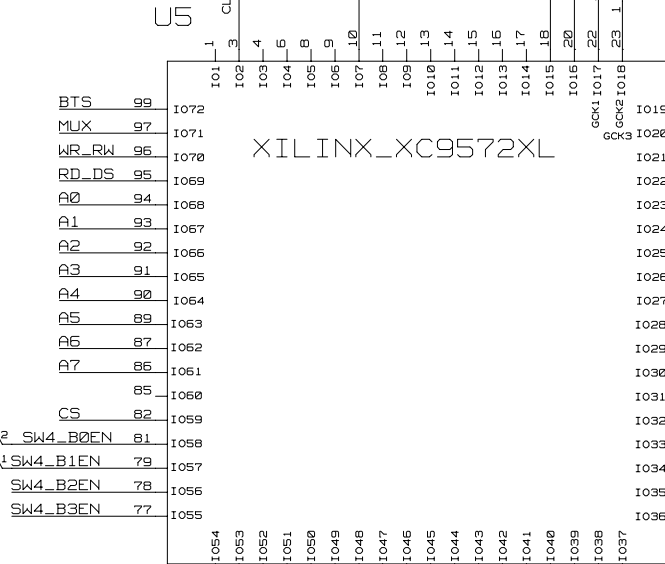 U5
CL
1 3 4 6 8 9 10 11 12 13 14 15 16 17 18 20 22 23 1
IO1 IO2 IO3 IO4 IO5 IO6 IO7 IO8 IO9 IO10 IO11 IO12 IO13 IO14 IO15 IO16 IO17 IO18
GCK1 GCK2 GCK3
XILINX_XC9572XL
BTS 99 IO72
MUX 97 IO71
WR_RW 96 IO70
RD_DS 95 IO69
A0 94 IO68
A1 93 IO67
A2 92 IO66
A3 91 IO65
A4 90 IO64
A5 89 IO63
A6 87 IO62
A7 86 IO61
85 IO60
CS 82 IO59
2 SW4_B0EN 81 IO58
1 SW4_B1EN 79 IO57
SW4_B2EN 78 IO56
SW4_B3EN 77 IO55
IO19
IO20
IO21
IO22
IO23
IO24
IO25
IO26
IO27
IO28
IO29
IO30
IO31
IO32
IO33
IO34
IO35
IO36
IO54 IO53 IO52 IO51 IO50 IO49 IO48 IO47 IO46 IO45 IO44 IO43 IO42 IO41 IO40 IO39 IO38 IO37